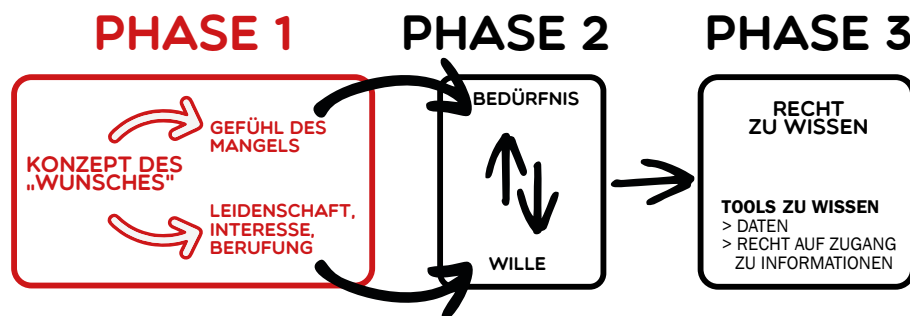 PHASE 1
KONZEPT DES
„WUNSCHES"
GEFÜHL DES
MANGELS
LEIDENSCHAFT,
INTERESSE,
BERUFUNG
PHASE 2
BEDÜRFNIS
WILLE
PHASE 3
RECHT
ZU WISSEN
TOOLS ZU WISSEN
> DATEN
> RECHT AUF ZUGANG
ZU INFORMATIONEN